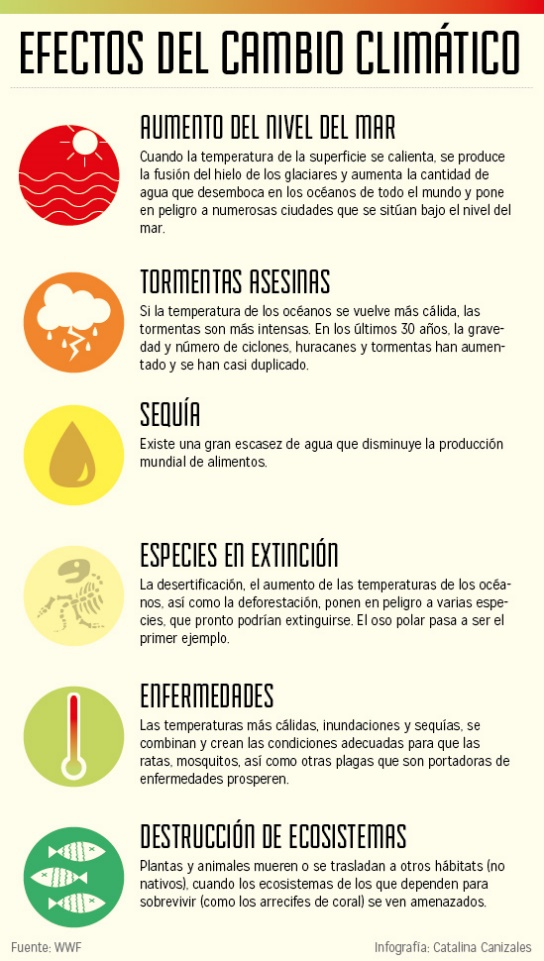 EFECTOS DEL CAMBIO CLIMÁTICO
AUMENTO DEL NIVEL DEL MAR
Cuando la temperatura de la superficie se calienta, se produce
la fusión del hielo de los glaciares y aumenta la cantidad de
agua que desemboca en los océanos de todo el mundo y pone
en peligro a numerosas ciudades que se sitúan bajo el nivel del
mar.
TORMENTAS ASESINAS
Si la temperatura de los océanos se vuelve más cálida, las
tormentas son más intensas. En los últimos 30 años, la grave-
dad y número de ciclones, huracanes y tormentas han aumen-
tado y se han casi duplicado.
SEQUÍA
Existe una gran escasez de agua que disminuye la producción
mundial de alimentos.
ESPECIES EN EXTINCIÓN
La desertificación, el aumento de las temperaturas de los océa-
nos, así como la deforestación, ponen en peligro a varias espe-
cies, que pronto podrían extinguirse. El oso polar pasa a ser el
primer ejemplo.
ENFERMEDADES
Las temperaturas más cálidas, inundaciones y sequías, se
combinan y crean las condiciones adecuadas para que las
ratas, mosquitos, así como otras plagas que son portadoras de
enfermedades prosperen.
DESTRUCCIÓN DE ECOSISTEMAS
Plantas y animales mueren o se trasladan a otros hábitats (no
nativos), cuando los ecosistemas de los que dependen para
sobrevivir (como los arrecifes de coral) se ven amenazados.
Fuente: WWF
Infografía: Catalina Canizales